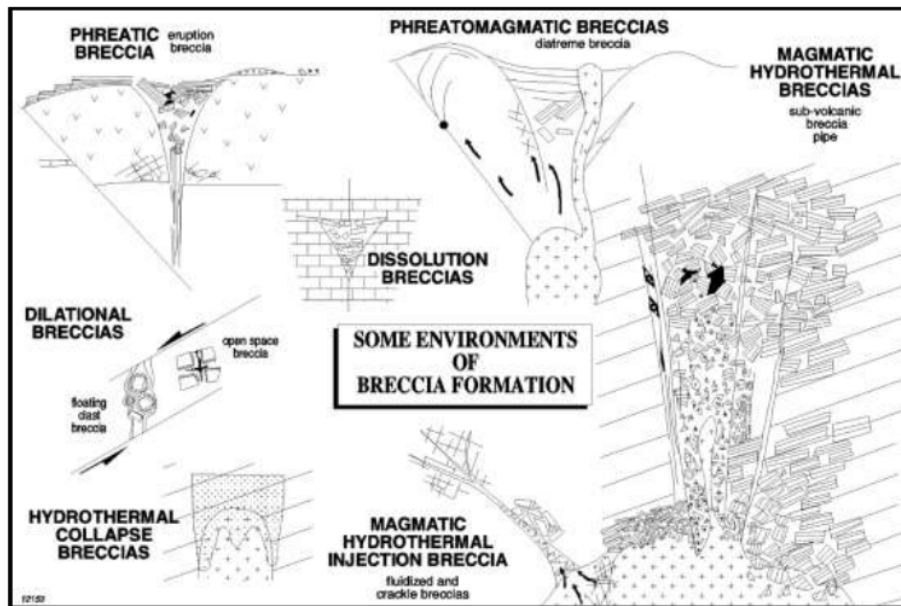 PHREATIC
BRECCIA
eruption
breccia
PHREATOMAGMATIC BRECCIAS
diatreme breccia
MAGMATIC
HYDROTHERMAL
BRECCIAS
sub-volcanic
breccia
pipe
DISSOLUTION
BRECCIAS
DILATIONAL
BRECCIAS
open space
breccia
floating
clast
breccia
SOME ENVIRONMENTS
OF
BRECCIA FORMATION
HYDROTHERMAL
COLLAPSE
BRECCIAS
MAGMATIC
HYDROTHERMAL
INJECTION BRECCIA
fluidized and
crackle breccias